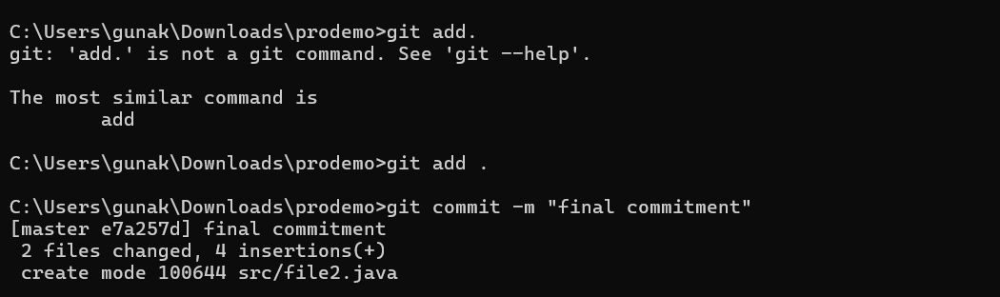 C:\Users\gunak\Downloads\prodemo>git add.
git: 'add.' is not a git command. See 'git --help'.
The most similar command is
        add
C:\Users\gunak\Downloads\prodemo>git add .
C:\Users\gunak\Downloads\prodemo>git commit -m "final commitment"
[master e7a257d] final commitment
 2 files changed, 4 insertions(+)
 create mode 100644 src/file2.java